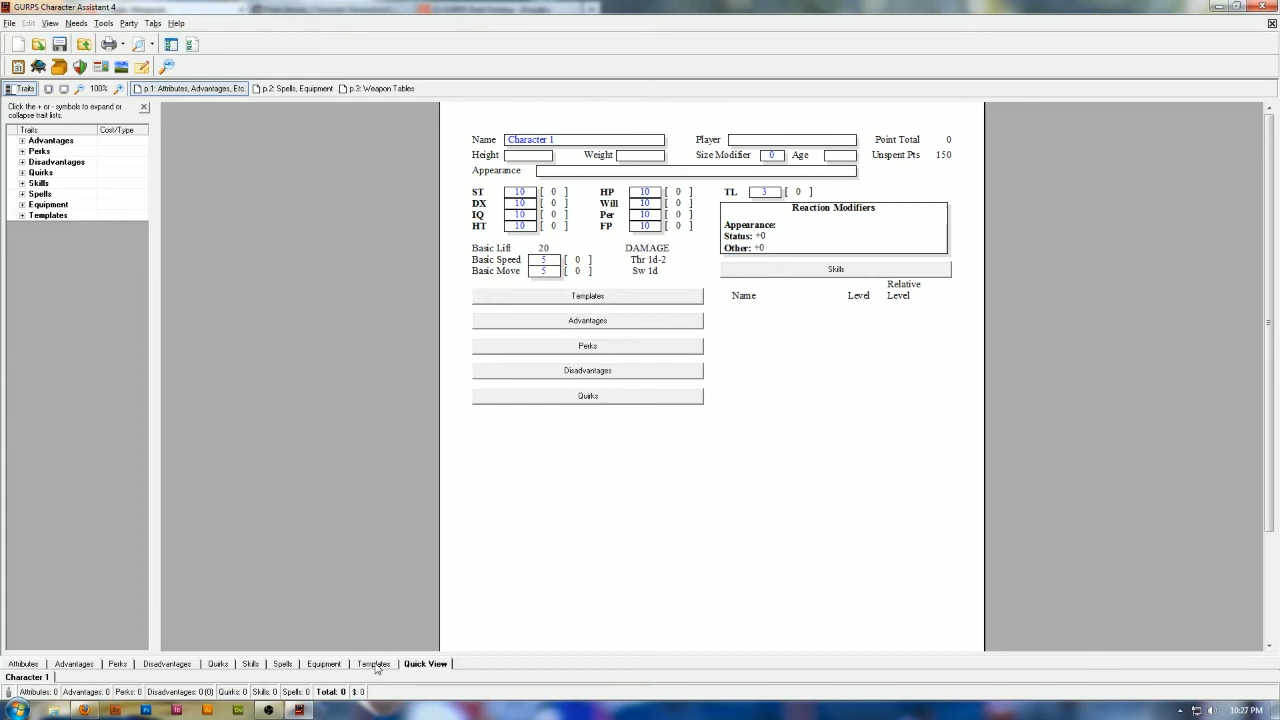 GURPS Character Assistant 4
File Edit View Needs Tools Party Tabs Help
Traits 100% p.1: Attributes, Advantages, Etc. p.2: Spells, Equipment p.3: Weapon Tables
Click the + or - symbols to expand or
collapse trait lists.
Traits Cost/Type
Advantages
Perks
Disadvantages
Quirks
Skills
Spells
Equipment
Templates
Name Character 1 Player Point Total 0
Height Weight Size Modifier 0 Age Unspent Pts 150
Appearance
ST 10 [ 0 ] HP 10 [ 0 ] TL 3 [ 0 ]
DX 10 [ 0 ] Will 10 [ 0 ]
IQ 10 [ 0 ] Per 10 [ 0 ]
HT 10 [ 0 ] FP 10 [ 0 ]
Reaction Modifiers
Appearance:
Status: +0
Other: +0
Basic Lift 20 DAMAGE
Basic Speed 5 [ 0 ] Thr 1d-2
Basic Move 5 [ 0 ] Sw 1d
Skills
Relative
Name Level Level
Templates
Advantages
Perks
Disadvantages
Quirks
Attributes Advantages Perks Disadvantages Quirks Skills Spells Equipment Templates Quick View
Character 1
Attributes: 0 Advantages: 0 Perks: 0 Disadvantages: 0 (0) Quirks: 0 Skills: 0 Spells: 0 Total: 0 $: 0
Br Ps Id Ai Dw 10:27 PM